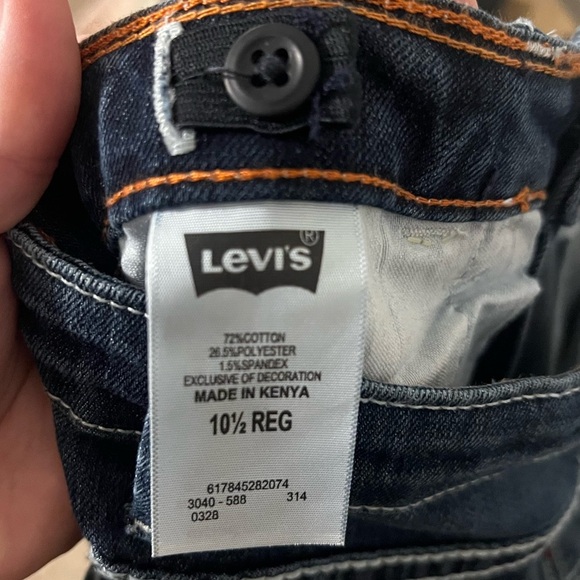 Levi's ®
72%COTTON
26.5%POLYESTER
1.5%SPANDEX
EXCLUSIVE OF DECORATION
MADE IN KENYA
10½ REG
617845282074
3040 - 588 314
0328